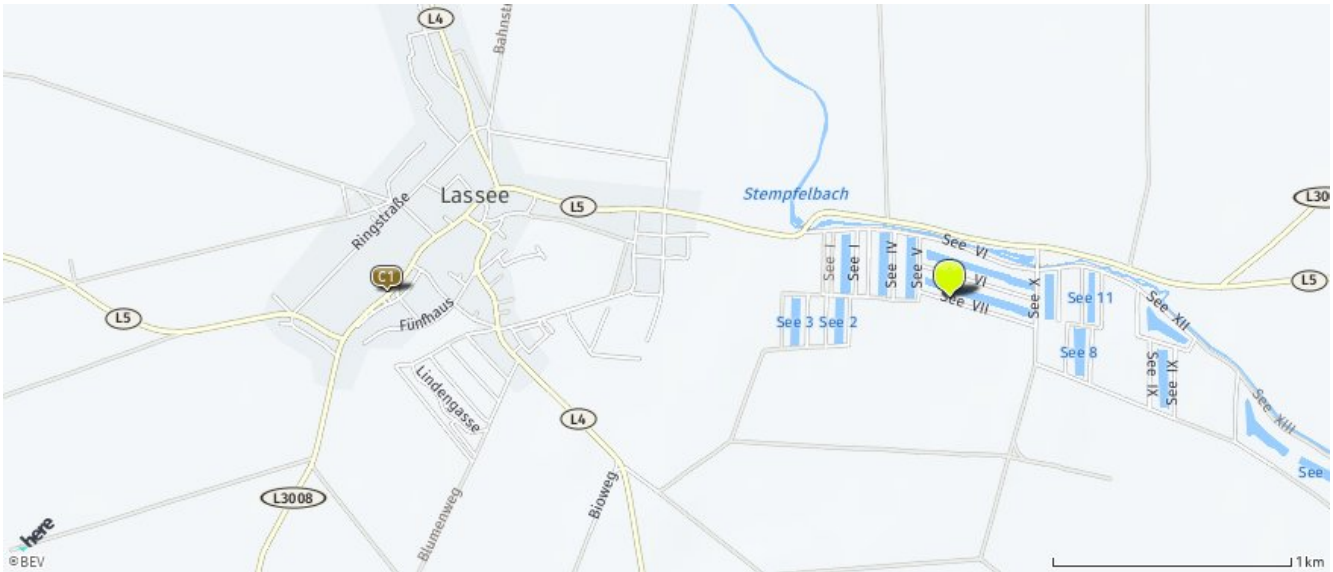 L4
Bahnst
Lassee
L5
Stempfelbach
L300
Ringstraße
See I
See I
See IV
See V
See VI
VI
See VII
See X
C1
L5
L5
Fünfhaus
See 3
See 2
See 11
See XII
See 8
See IX
See XI
Lindengasse
L4
See XIII
See
L3008
Blumenweg
Bioweg
here
©BEV
1km